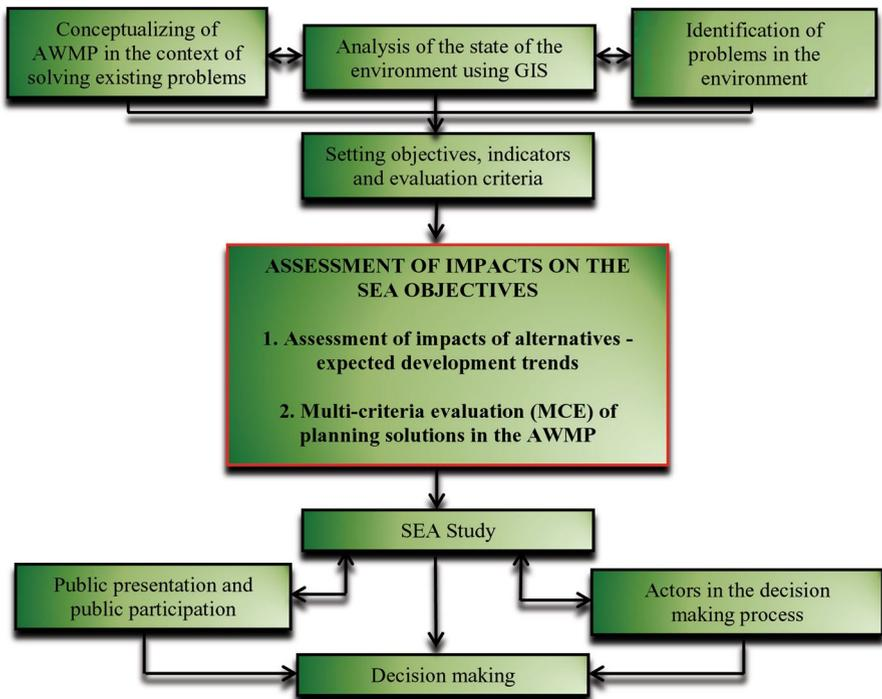 Conceptualizing of
AWMP in the context of
solving existing problems
Analysis of the state of the
environment using GIS
Identification of
problems in the
environment
Setting objectives, indicators
and evaluation criteria
ASSESSMENT OF IMPACTS ON THE
SEA OBJECTIVES
1. Assessment of impacts of alternatives -
expected development trends
2. Multi-criteria evaluation (MCE) of
planning solutions in the AWMP
SEA Study
Public presentation and
public participation
Actors in the decision
making process
Decision making